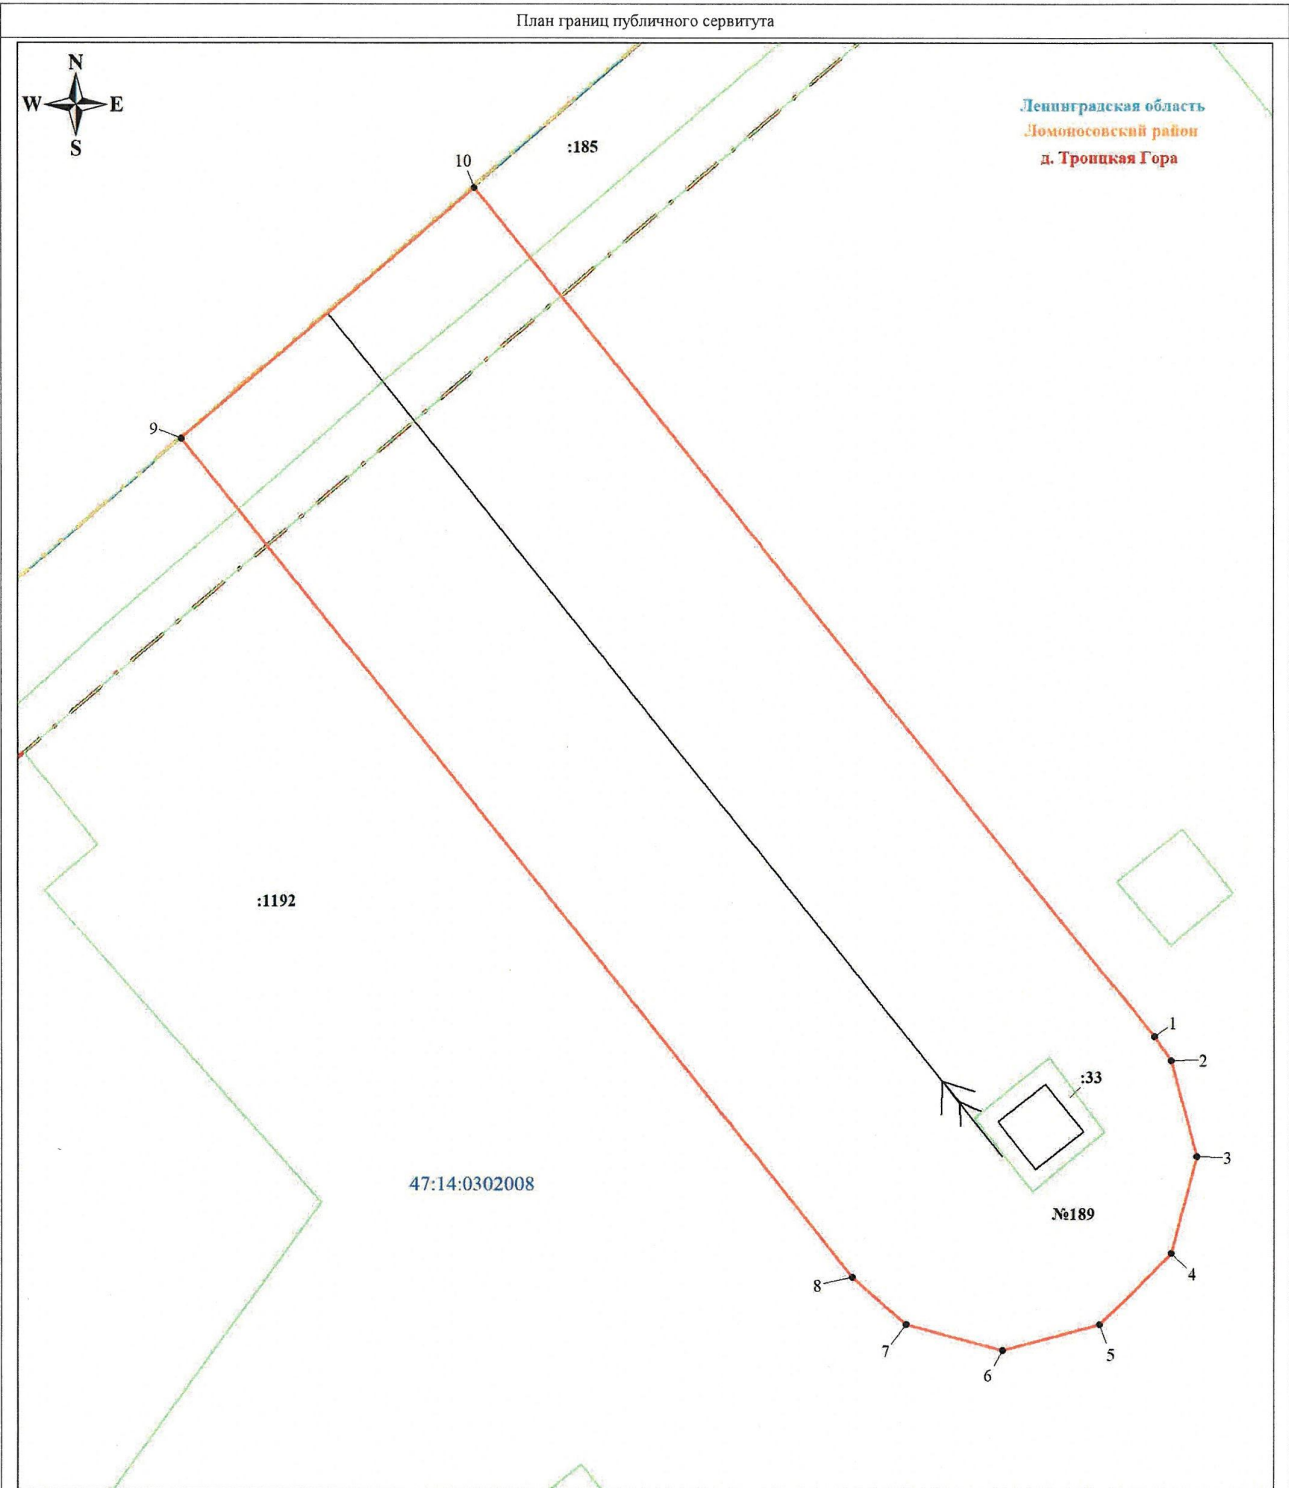 План границ публичного сервитута
N
W E
S
Ленинградская область
Ломоносовский район
д. Троицкая Гора
:185
10
9
:1192
1
2
:33
3
47:14:0302008
№189
4
8
7
5
6